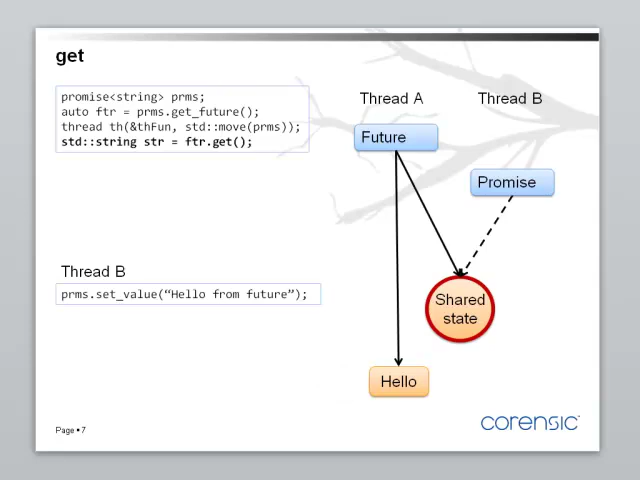 get
promise<string> prms;
auto ftr = prms.get_future();
thread th(&thFun, std::move(prms));
std::string str = ftr.get();
Thread A
Thread B
Future
Promise
Thread B
prms.set_value(“Hello from future”);
Shared
state
Hello
Page • 7
corensic